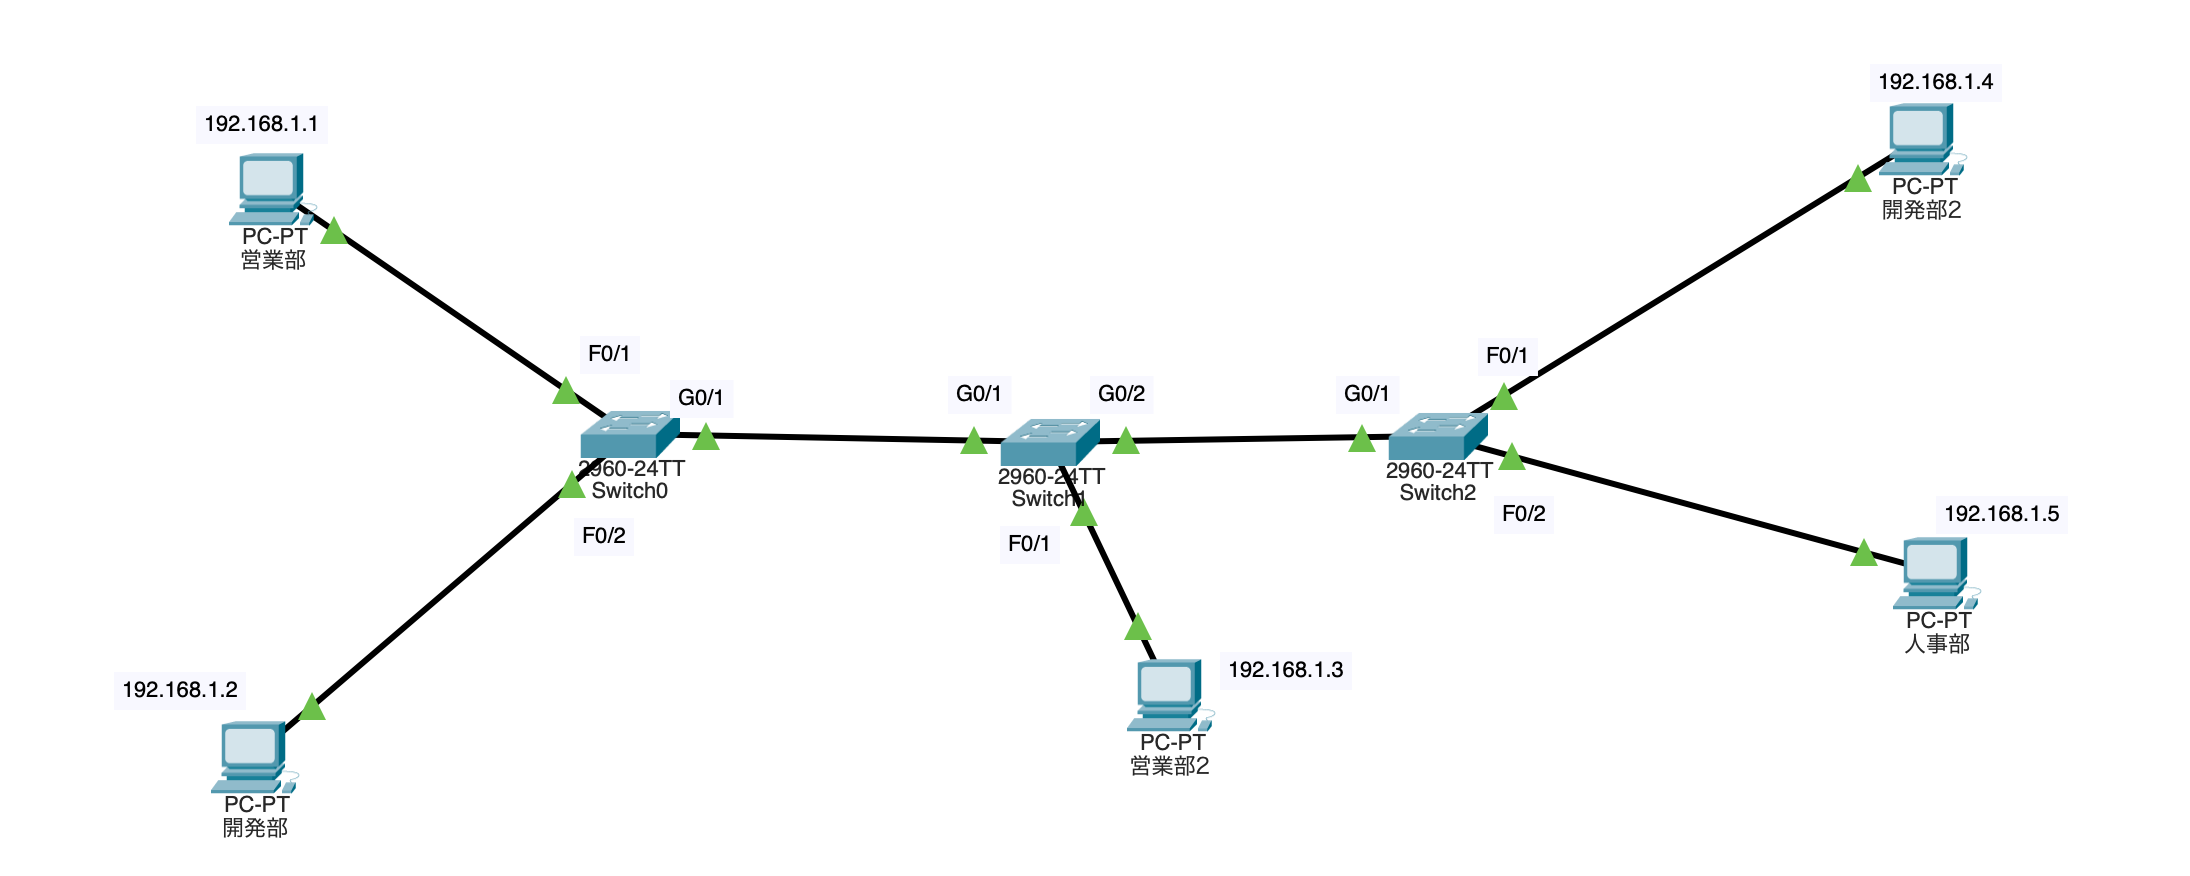 192.168.1.1
PC-PT
営業部
192.168.1.4
PC-PT
開発部2
F0/1
G0/1
2960-24TT
Switch0
F0/2
G0/1
G0/2
2960-24TT
Switch1
F0/1
G0/1
F0/1
2960-24TT
Switch2
F0/2
192.168.1.5
PC-PT
人事部
192.168.1.2
PC-PT
開発部
192.168.1.3
PC-PT
営業部2